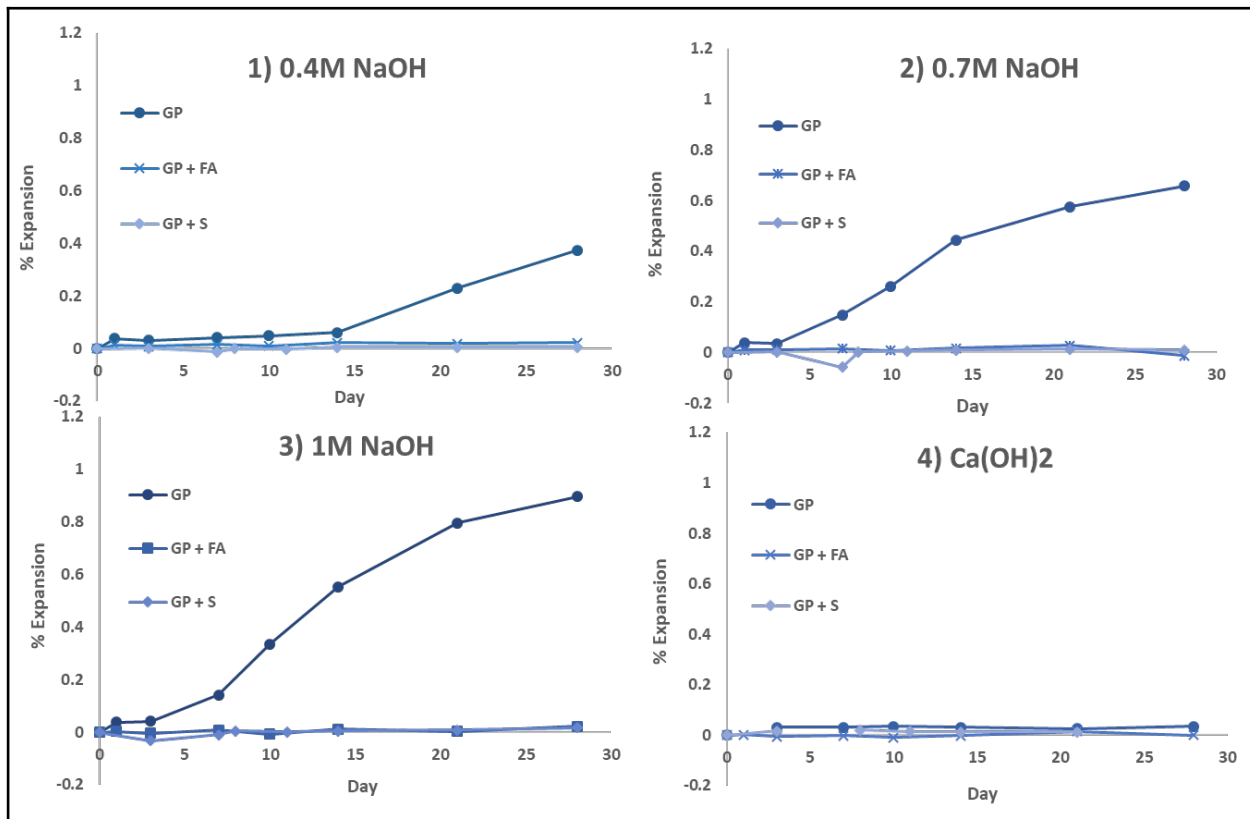 1) 0.4M NaOH
1.2
1
0.8
0.6
0.4
0.2
0
-0.2
% Expansion
GP
GP + FA
GP + S
0
5
10
15
20
25
30
Day
2) 0.7M NaOH
1.2
1
0.8
0.6
0.4
0.2
0
-0.2
% Expansion
GP
GP + FA
GP + S
0
5
10
15
20
25
30
Day
3) 1M NaOH
1.2
1
0.8
0.6
0.4
0.2
0
-0.2
% Expansion
GP
GP + FA
GP + S
0
5
10
15
20
25
30
Day
4) Ca(OH)2
1.2
1
0.8
0.6
0.4
0.2
0
-0.2
% Expansion
GP
GP + FA
GP + S
0
5
10
15
20
25
30
Day